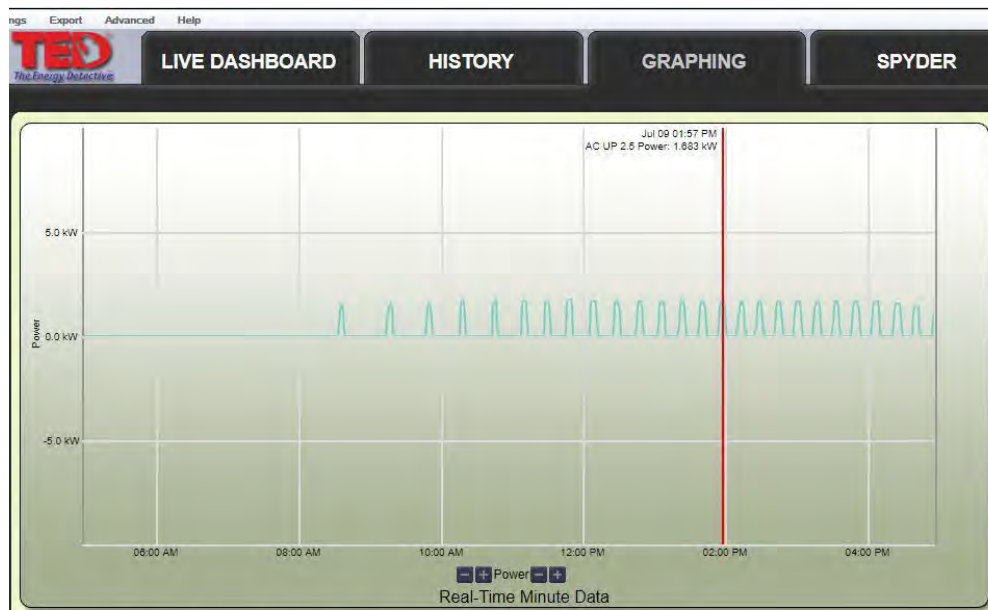 ngs Export Advanced Help
TED
The Energy Detective
LIVE DASHBOARD
HISTORY
GRAPHING
SPYDER
Jul 09 01:57 PM
AC UP 2.5 Power: 1.683 kW
5.0 kW
Power
0.0 kW
-5.0 kW
06:00 AM 08:00 AM 10:00 AM 12:00 PM 02:00 PM 04:00 PM
- + Power - +
Real-Time Minute Data